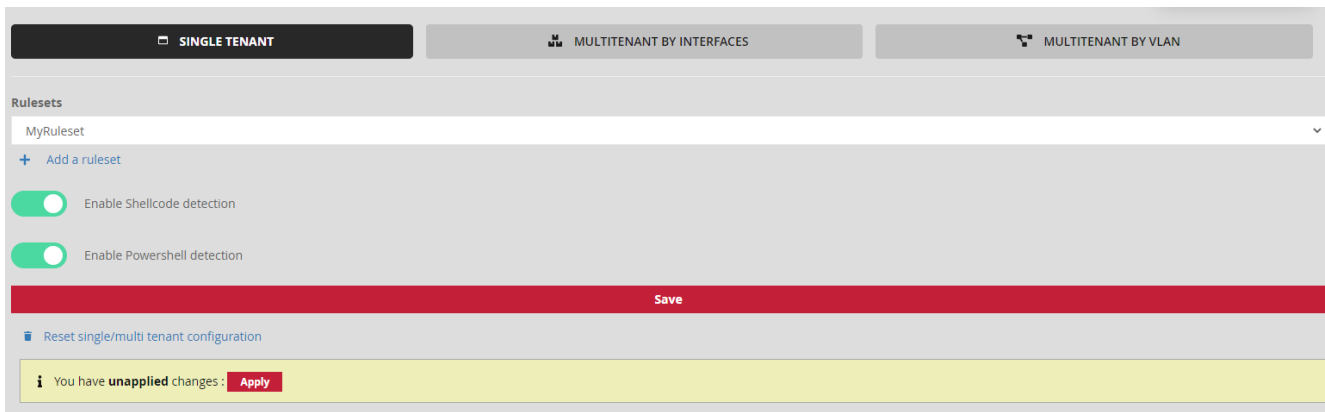 SINGLE TENANT MULTITENANT BY INTERFACES MULTITENANT BY VLAN
Rulesets
MyRuleset
+ Add a ruleset
Enable Shellcode detection
Enable Powershell detection
Save
Reset single/multi tenant configuration
You have unapplied changes : Apply